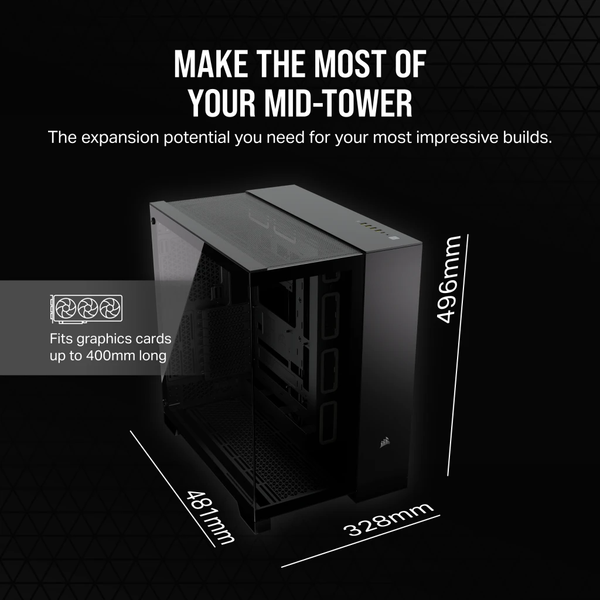 MAKE THE MOST OF
YOUR MID-TOWER
The expansion potential you need for your most impressive builds.
496mm
Fits graphics cards
up to 400mm long
481mm
328mm